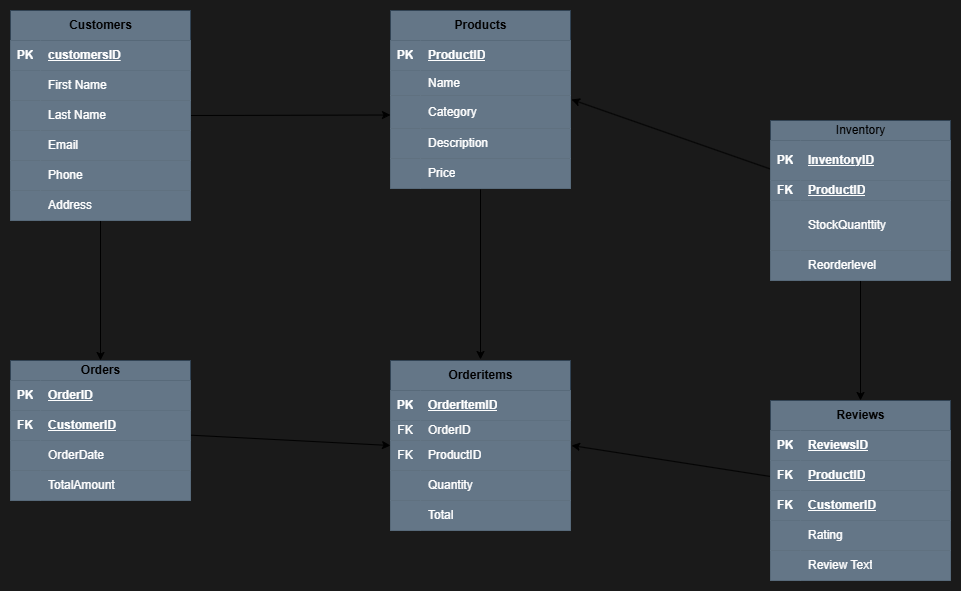 Customers
PK customersID
First Name
Last Name
Email
Phone
Address
Products
PK ProductID
Name
Category
Description
Price
Inventory
PK InventoryID
FK ProductID
StockQuanttity
Reorderlevel
Orders
PK OrderID
FK CustomerID
OrderDate
TotalAmount
Orderitems
PK OrderItemID
FK OrderID
FK ProductID
Quantity
Total
Reviews
PK ReviewsID
FK ProductID
FK CustomerID
Rating
Review Text